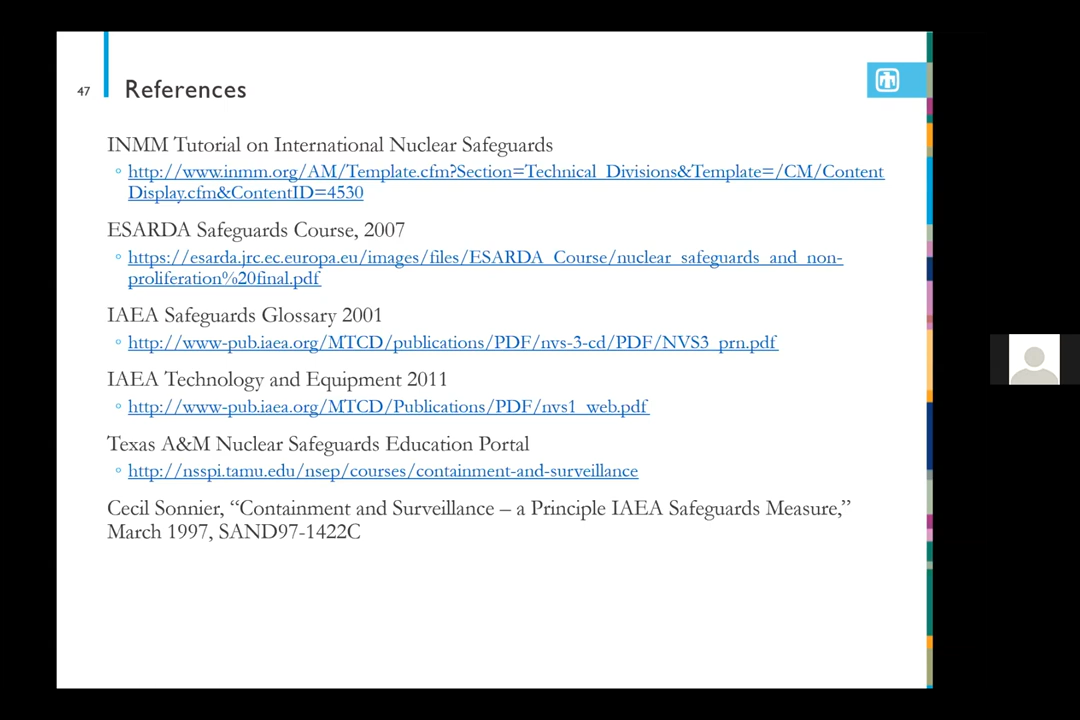 47
References
INMM Tutorial on International Nuclear Safeguards
http://www.inmm.org/AM/Template.cfm?Section=Technical_Divisions&Template=/CM/Content
Display.cfm&ContentID=4530
ESARDA Safeguards Course, 2007
https://esarda.jrc.ec.europa.eu/images/files/ESARDA_Course/nuclear_safeguards_and_non-
proliferation%20final.pdf
IAEA Safeguards Glossary 2001
http://www-pub.iaea.org/MTCD/publications/PDF/nvs-3-cd/PDF/NVS3_prn.pdf
IAEA Technology and Equipment 2011
http://www-pub.iaea.org/MTCD/Publications/PDF/nvs1_web.pdf
Texas A&M Nuclear Safeguards Education Portal
http://nsspi.tamu.edu/nsep/courses/containment-and-surveillance
Cecil Sonnier, “Containment and Surveillance – a Principle IAEA Safeguards Measure,”
March 1997, SAND97-1422C